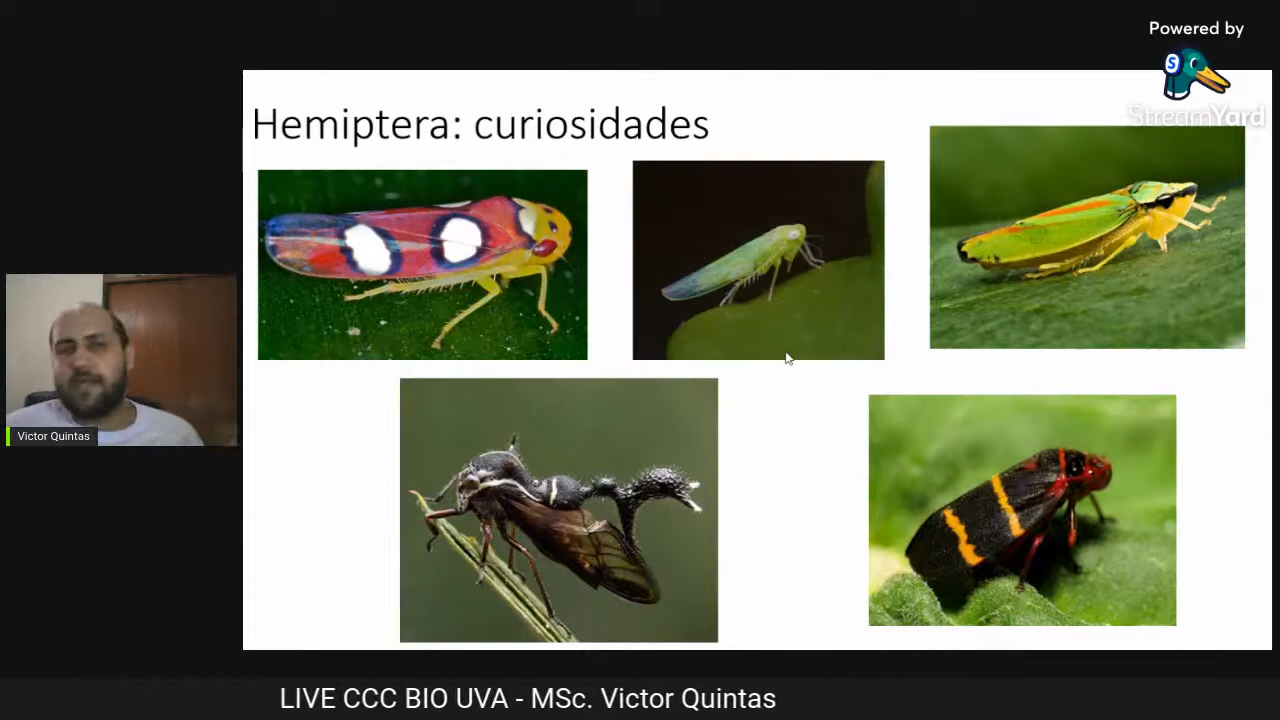 Powered by
S
StreamYard
Hemiptera: curiosidades
Victor Quintas
LIVE CCC BIO UVA - MSc. Victor Quintas